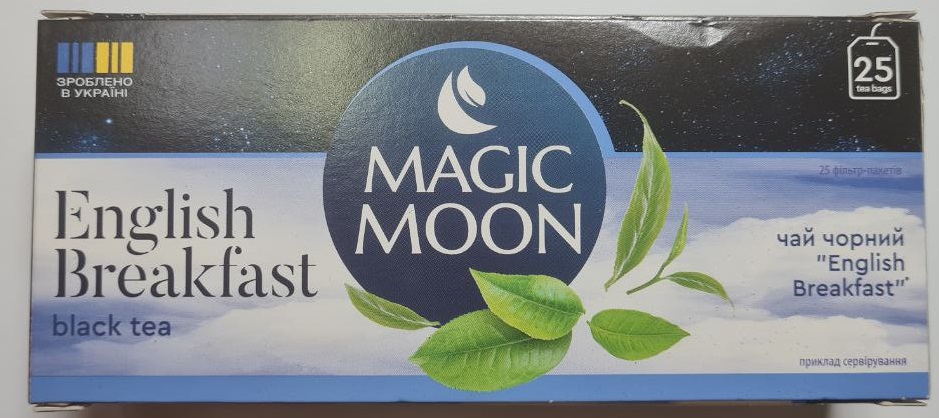 ЗРОБЛЕНО
В УКРАЇНІ
25
tea bags
MAGIC
MOON
English
Breakfast
black tea
25 фільтр-пакетів
чай чорний
"English
Breakfast"
приклад сервірування